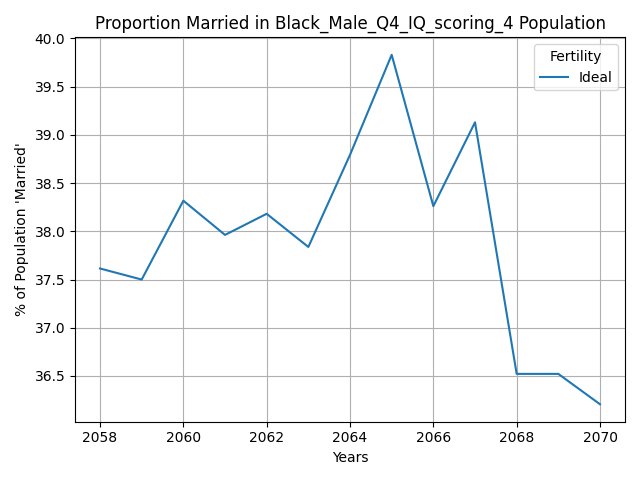 Proportion Married in Black_Male_Q4_IQ_scoring_4 Population
40.0
39.5
39.0
38.5
38.0
37.5
37.0
36.5
% of Population 'Married'
Fertility
Ideal
2058 2060 2062 2064 2066 2068 2070
Years